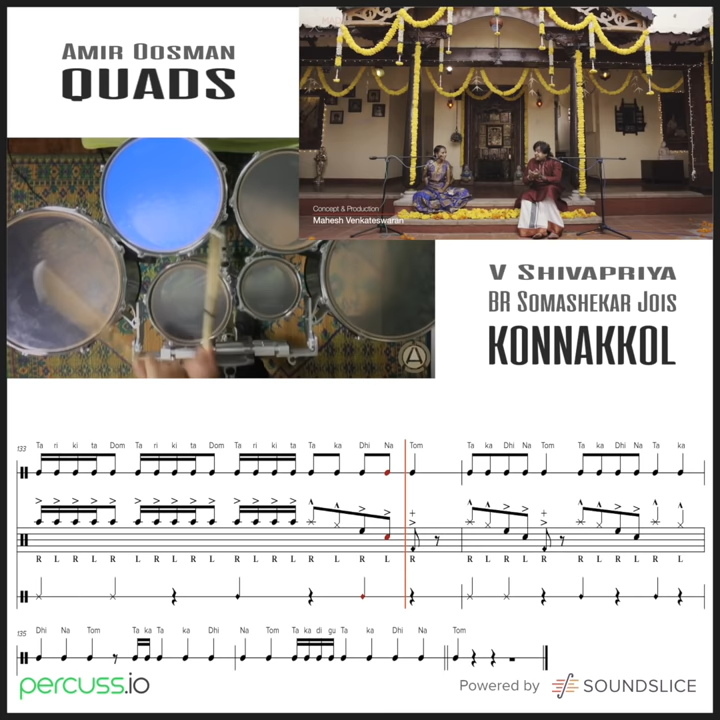 AMIR OOSMAN
QUADS
Concept & Production
Mahesh Venkateswaran
V SHIVAPRIYA
BR SOMASHEKAR JOIS
KONNAKKOL
133
Ta ri ki ta Dom Ta ri ki ta Dom Ta ri ki ta Ta ka Dhi Na Tom Ta ka Dhi Na Tom Ta ka Dhi Na Ta ka
R L R L R L R L R L R L R L R L R L R R L R L R R L R L R L
135
Dhi Na Tom Ta ka Ta ka Dhi Na Tom Ta ka di gu Ta ka Dhi Na Tom
percuss.io
Powered by SOUNDSLICE